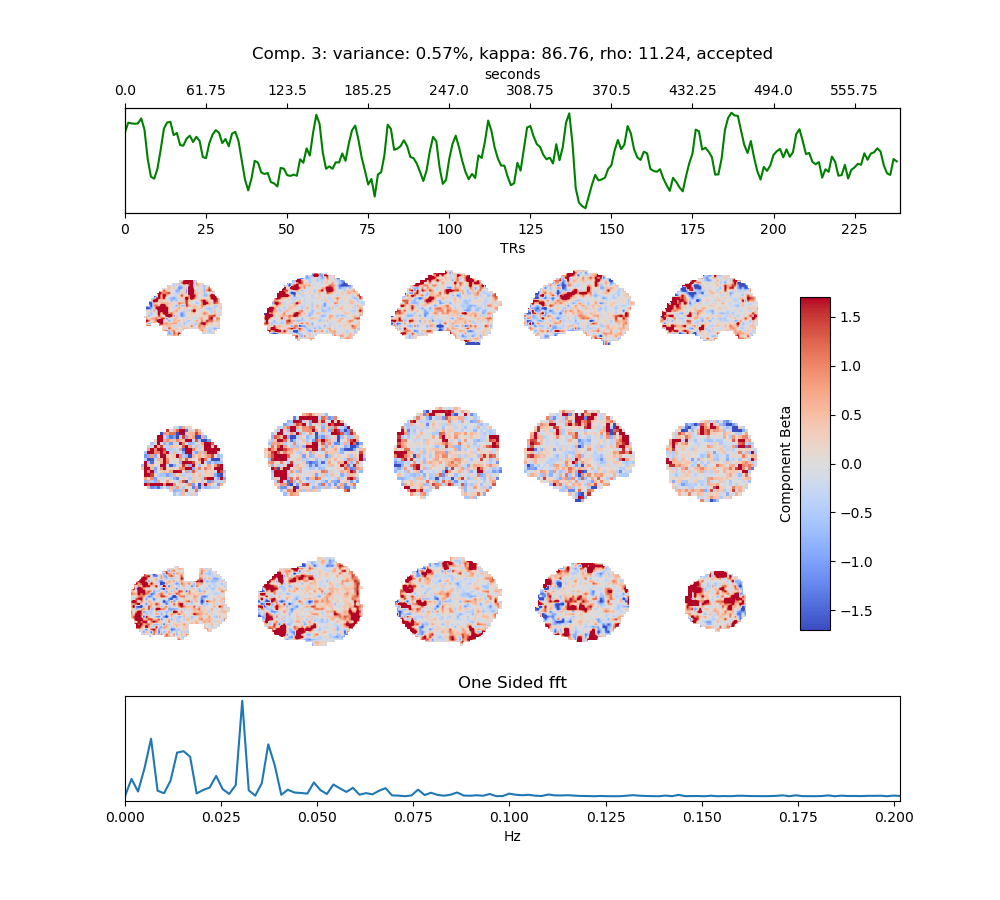 Comp. 3: variance: 0.57%, kappa: 86.76, rho: 11.24, accepted
seconds
0.0 61.75 123.5 185.25 247.0 308.75 370.5 432.25 494.0 555.75
0 25 50 75 100 125 150 175 200 225
TRs
1.5
1.0
0.5
0.0
−0.5
−1.0
−1.5
Component Beta
One Sided fft
0.000 0.025 0.050 0.075 0.100 0.125 0.150 0.175 0.200
Hz